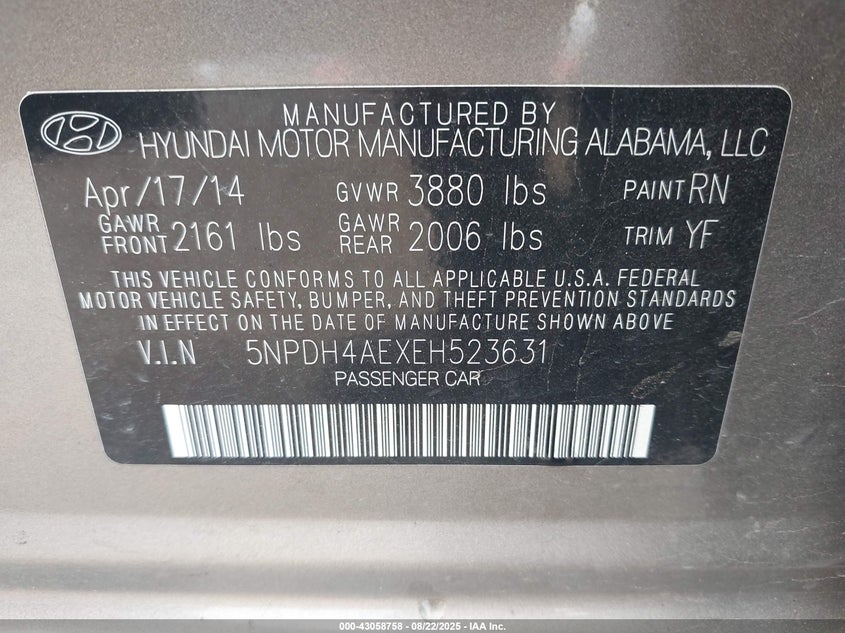 MANUFACTURED BY
HYUNDAI MOTOR MANUFACTURING ALABAMA, LLC
Apr/17/14 GVWR 3880 lbs PAINT RN
GAWR FRONT 2161 lbs GAWR REAR 2006 lbs TRIM YF
THIS VEHICLE CONFORMS TO ALL APPLICABLE U.S.A. FEDERAL
MOTOR VEHICLE SAFETY, BUMPER, AND THEFT PREVENTION STANDARDS
IN EFFECT ON THE DATE OF MANUFACTURE SHOWN ABOVE
V.I.N 5NPDH4AEXEH523631
PASSENGER CAR
000-43058758 - 08/22/2025 - IAA Inc.